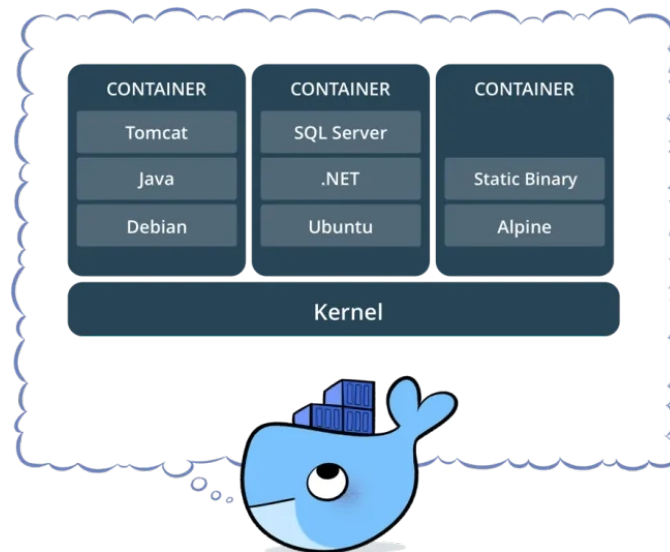 CONTAINER
Tomcat
Java
Debian
CONTAINER
SQL Server
.NET
Ubuntu
CONTAINER
Static Binary
Alpine
Kernel